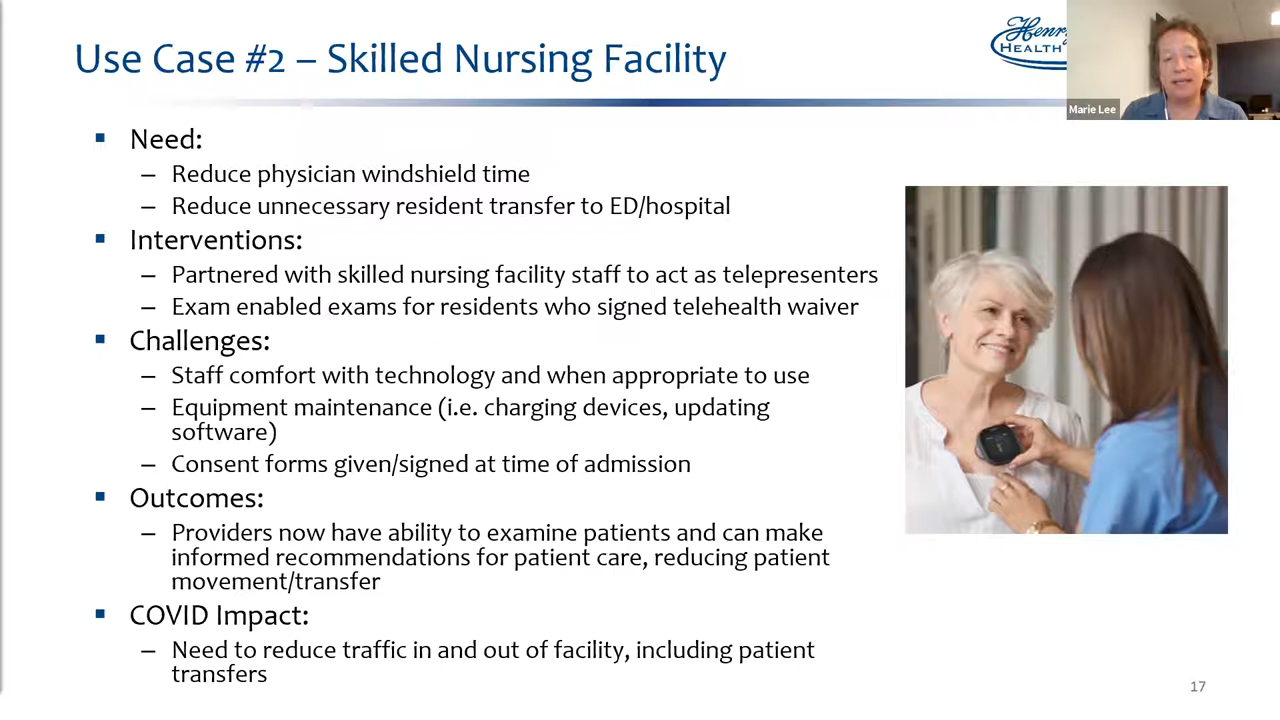 Use Case #2 – Skilled Nursing Facility
HEALTH
Marie Lee
▪ Need:
– Reduce physician windshield time
– Reduce unnecessary resident transfer to ED/hospital
▪ Interventions:
– Partnered with skilled nursing facility staff to act as telepresenters
– Exam enabled exams for residents who signed telehealth waiver
▪ Challenges:
– Staff comfort with technology and when appropriate to use
– Equipment maintenance (i.e. charging devices, updating
software)
– Consent forms given/signed at time of admission
▪ Outcomes:
– Providers now have ability to examine patients and can make
informed recommendations for patient care, reducing patient
movement/transfer
▪ COVID Impact:
– Need to reduce traffic in and out of facility, including patient
transfers
17